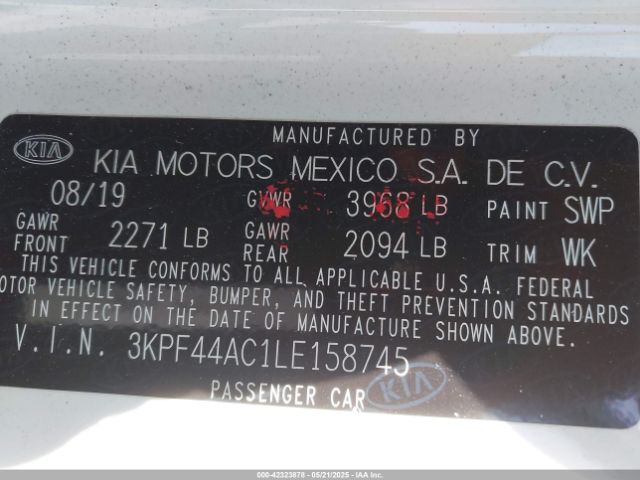 MANUFACTURED BY
KIA KIA MOTORS MEXICO S.A. DE C.V.
08/19 GVWR 3968 LB PAINT SWP
GAWR FRONT 2271 LB GAWR REAR 2094 LB TRIM WK
THIS VEHICLE CONFORMS TO ALL APPLICABLE U.S.A. FEDERAL
OTOR VEHICLE SAFETY, BUMPER, AND THEFT PREVENTION STANDARDS
IN EFFECT ON THE DATE OF MANUFACTURE SHOWN ABOVE.
V.I.N. 3KPF44AC1LE158745
PASSENGER CAR KIA
000-42323878 - 05/21/2025 - IAAI.COM